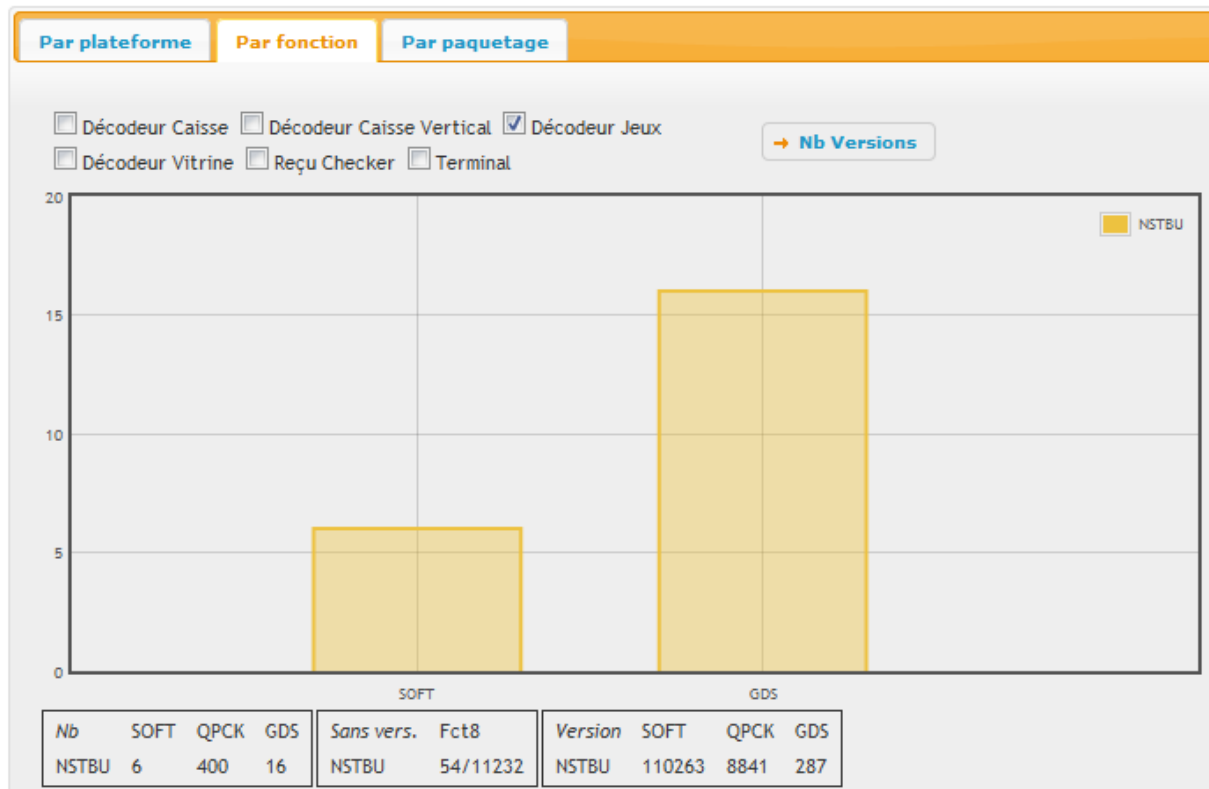 Par plateforme Par fonction Par paquetage
Décodeur Caisse Décodeur Caisse Vertical Décodeur Jeux
Nb Versions
Décodeur Vitrine Reçu Checker Terminal
20
NSTBU
15
10
5
0
SOFT GDS
Nb SOFT QPCK GDS Sans vers. Fct8 Version SOFT QPCK GDS
NSTBU 6 400 16 NSTBU 54/11232 NSTBU 110263 8841 287